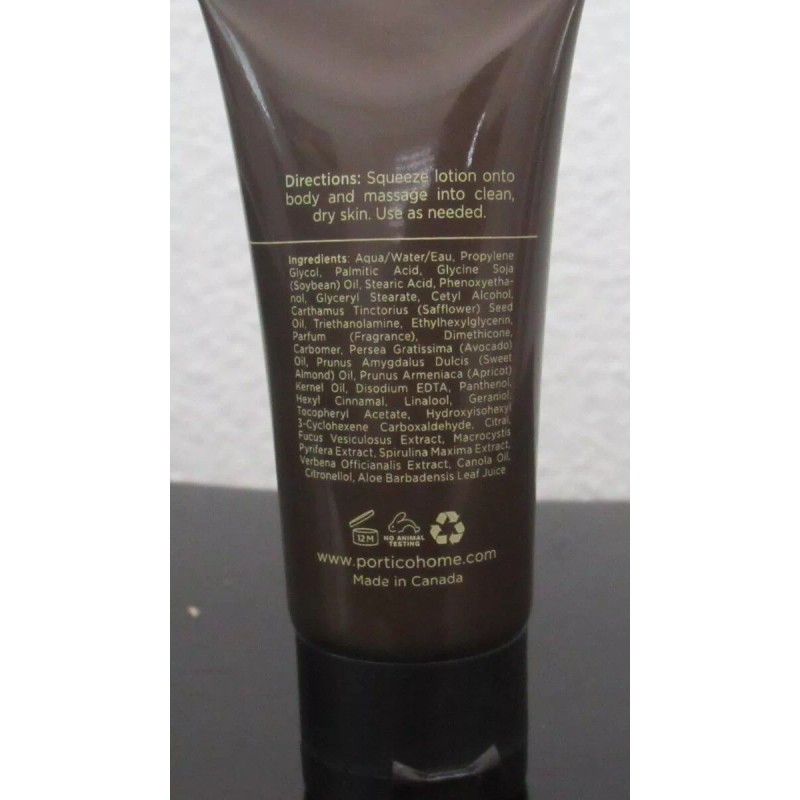 Directions: Squeeze lotion onto
body and massage into clean,
dry skin. Use as needed.
Ingredients: Aqua/Water/Eau, Propylene
Glycol, Palmitic Acid, Glycine Soja
(Soybean) Oil, Stearic Acid, Phenoxyetha-
nol, Glyceryl Stearate, Cetyl Alcohol,
Carthamus Tinctorius (Safflower) Seed
Oil, Triethanolamine, Ethylhexylglycerin,
Parfum (Fragrance), Dimethicone,
Carbomer, Persea Gratissima (Avocado)
Oil, Prunus Amygdalus Dulcis (Sweet
Almond) Oil, Prunus Armeniaca (Apricot)
Kernel Oil, Disodium EDTA, Panthenol,
Hexyl Cinnamal, Linalool, Geraniol,
Tocopheryl Acetate, Hydroxyisohexyl
3-Cyclohexene Carboxaldehyde, Citral,
Fucus Vesiculosus Extract, Macrocystis
Pyrifera Extract, Spirulina Maxima Extract,
Verbena Officianalis Extract, Canola Oil,
Citronellol, Aloe Barbadensis Leaf Juice
12M
NO ANIMAL
TESTING
www.porticohome.com
Made in Canada